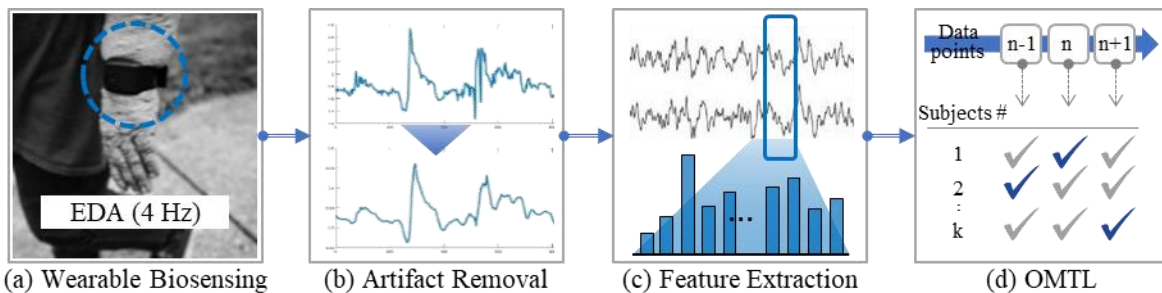 EDA (4 Hz)
(a) Wearable Biosensing
(b) Artifact Removal
...
(c) Feature Extraction
Data points
n-1 n n+1
Subjects #
1
2
:
k
(d) OMTL